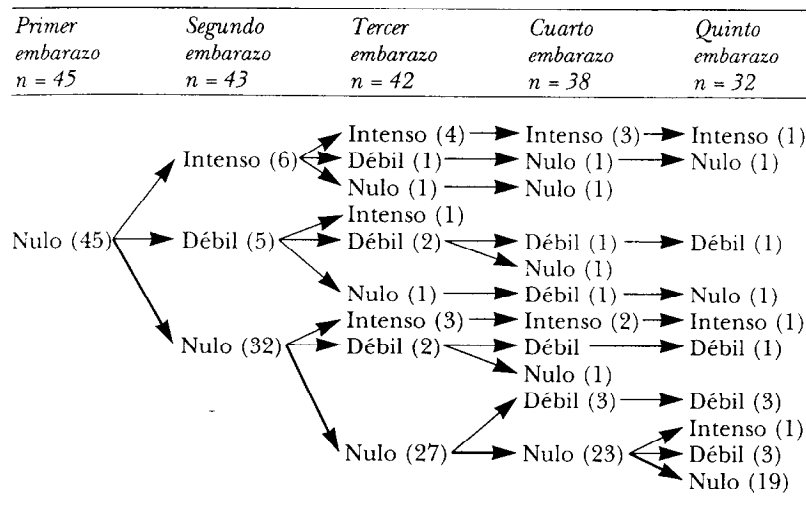 Primer Segundo Tercer Cuarto Quinto
embarazo embarazo embarazo embarazo embarazo
n = 45 n = 43 n = 42 n = 38 n = 32
Intenso (4) Intenso (3) Intenso (1)
Intenso (6) Débil (1) Nulo (1) Nulo (1)
Nulo (1) Nulo (1)
Intenso (1)
Nulo (45) Débil (5) Débil (2) Débil (1) Débil (1)
Nulo (1)
Nulo (1) Débil (1) Nulo (1)
Intenso (3) Intenso (2) Intenso (1)
Nulo (32) Débil (2) Débil Débil (1)
Nulo (1)
Débil (3) Débil (3)
Intenso (1)
Nulo (27) Nulo (23) Débil (3)
Nulo (19)